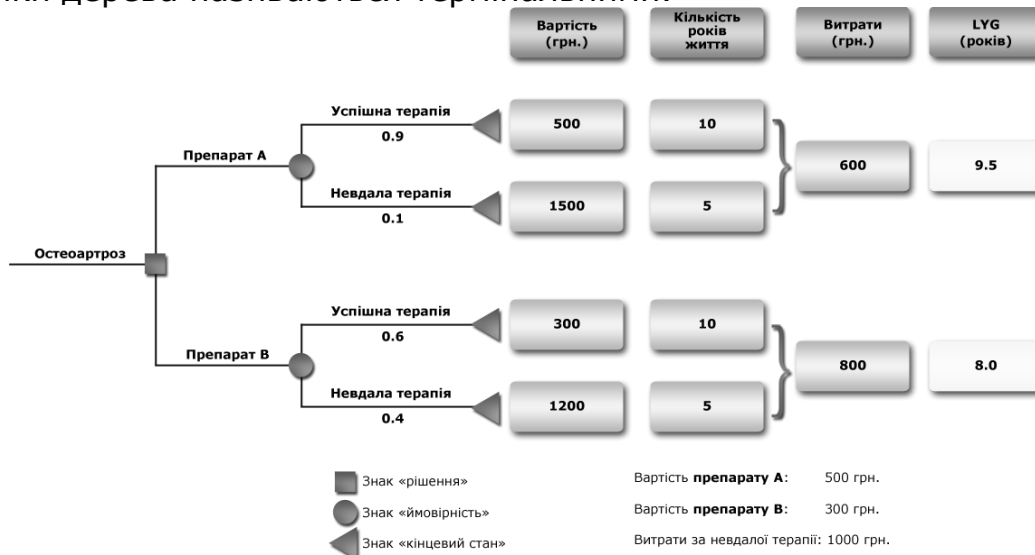 дерева називаються термінальними.
Вартість
(грн.)
Кількість
років
життя
Витрати
(грн.)
LYG
(років)
Успішна терапія
0.9
500
10
Препарат А
600
9.5
Невдала терапія
0.1
1500
5
Остеоартроз
Успішна терапія
0.6
300
10
Препарат В
800
8.0
Невдала терапія
0.4
1200
5
Знак «рішення»
Знак «ймовірність»
Знак «кінцевий стан»
Вартість препарату А: 500 грн.
Вартість препарату В: 300 грн.
Витрати за невдалої терапії: 1000 грн.